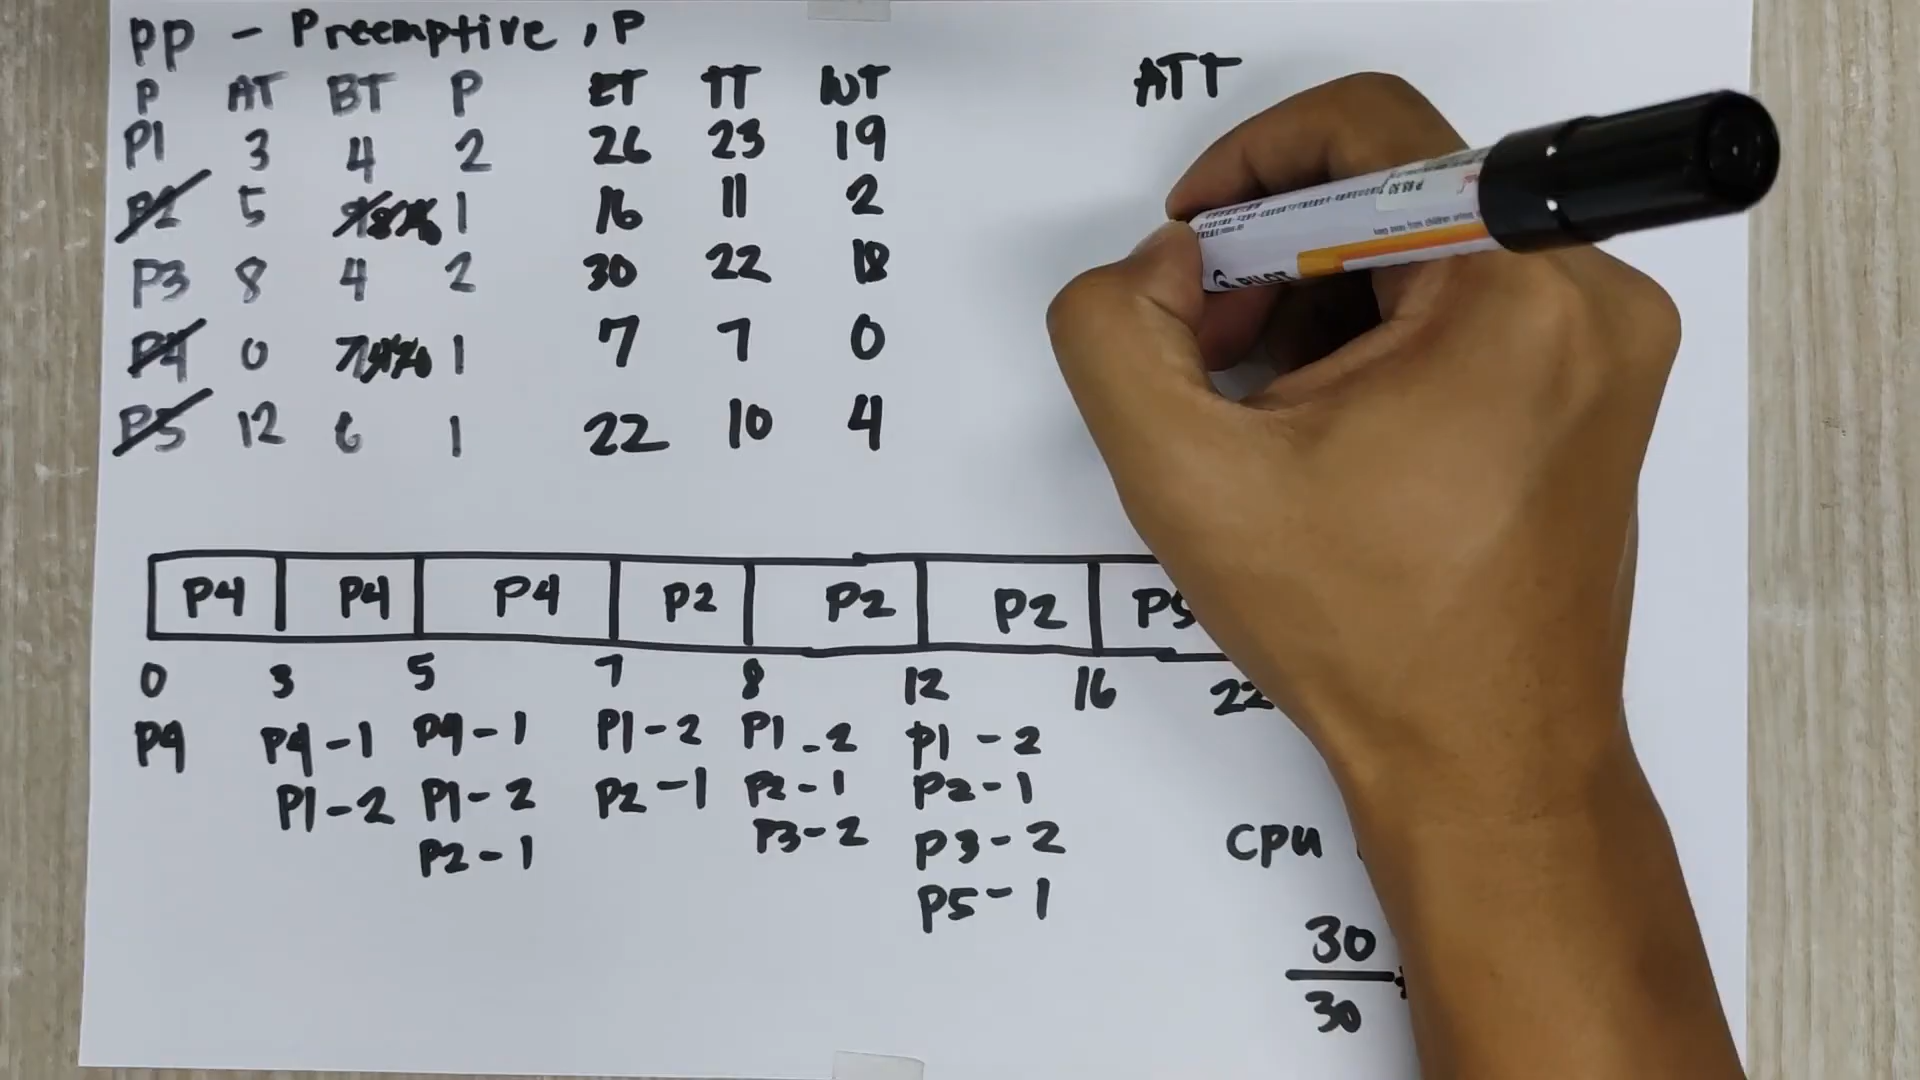 PP - Preemptive, P
P AT BT P ET TT WT ATT
P1 3 4 2 26 23 19
P2 5 1 16 11 2
P3 8 4 2 30 22 18
P4 0 7 1 7 7 0
P5 12 6 1 22 10 4
PILOT
P4 P4 P4 P2 P2 P2 P5
0 3 5 7 8 12 16 22
P4 P4-1 P4-1 P1-2 P1-2 P1-2
P1-2 P1-2 P2-1 P2-1 P2-1
P2-1 P3-2 P3-2
P5-1
CPU
30
30